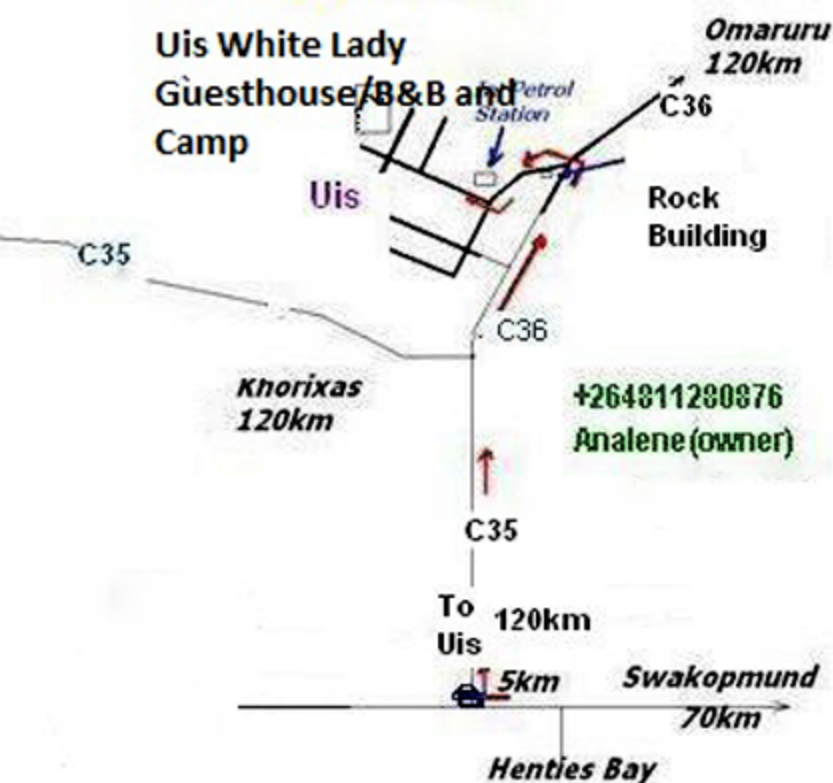 Omaruru
120km
Uis White Lady
Guesthouse/B&B and
Camp
Petrol
Station
C36
Uis
Rock
Building
C35
C36
Khorixas
120km
+264811280876
Analene(owner)
C35
To
Uis
120km
5km
Swakopmund
70km
Henties Bay